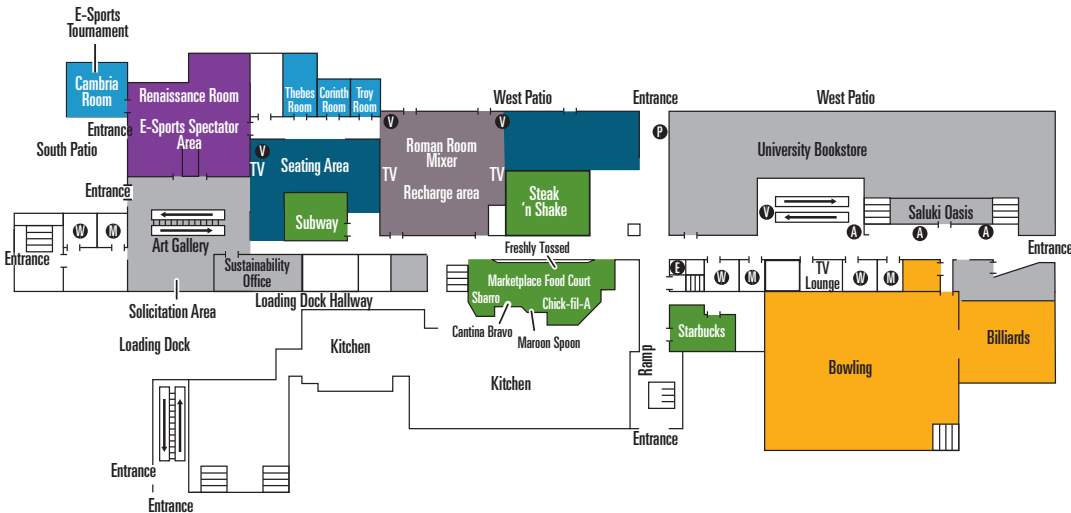 E-Sports
Tournament
Cambria
Room
Renaissance Room
E-Sports Spectator
Area
Entrance
South Patio
Entrance
Thebes
Room
Corinth
Room
Troy
Room
West Patio
Entrance
West Patio
V
V
V
P
TV
Seating Area
TV
Roman Room
Mixer
Recharge area
TV
Subway
Steak
'n Shake
University Bookstore
V
Saluki Oasis
A
A
A
Entrance
W
M
Entrance
Art Gallery
Sustainability
Office
Solicitation Area
Loading Dock Hallway
Loading Dock
Freshly Tossed
Marketplace Food Court
Sbarro
Chick-fil-A
Cantina Bravo
Maroon Spoon
Kitchen
Kitchen
E
W
M
TV
Lounge
W
M
Starbucks
Ramp
Bowling
Billiards
Entrance
Entrance
Entrance